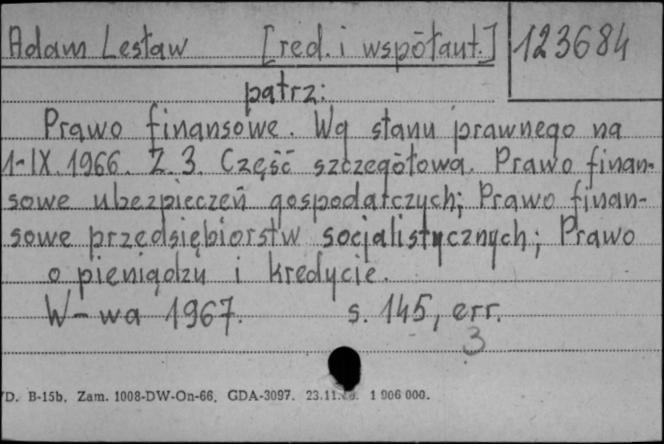 Adam Lesław [red. i współaut.] 123684
patrz:
Prawo finansowe. Wg stanu prawnego na
1-IX.1966. Z. 3. Część szczegółowa. Prawo finan-
sowe ubezpieczeń gospodarczych; Prawo finan-
sowe przedsiębiorstw socjalistycznych; Prawo
o pieniądzu i kredycie.
W-wa 1967. s. 145, err.
3
D. B-15b. Zam. 1008-DW-On-66. GDA-3097. 23.11. 1 906 000.